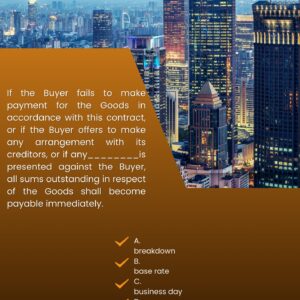 If the Buyer fails to make
payment for the Goods in
accordance with this contract,
or if the Buyer offers to make
any arrangement with its
creditors, or if any________is
presented against the Buyer,
all sums outstanding in respect
of the Goods shall become
payable immediately.
A.
breakdown
B.
base rate
C.
business day